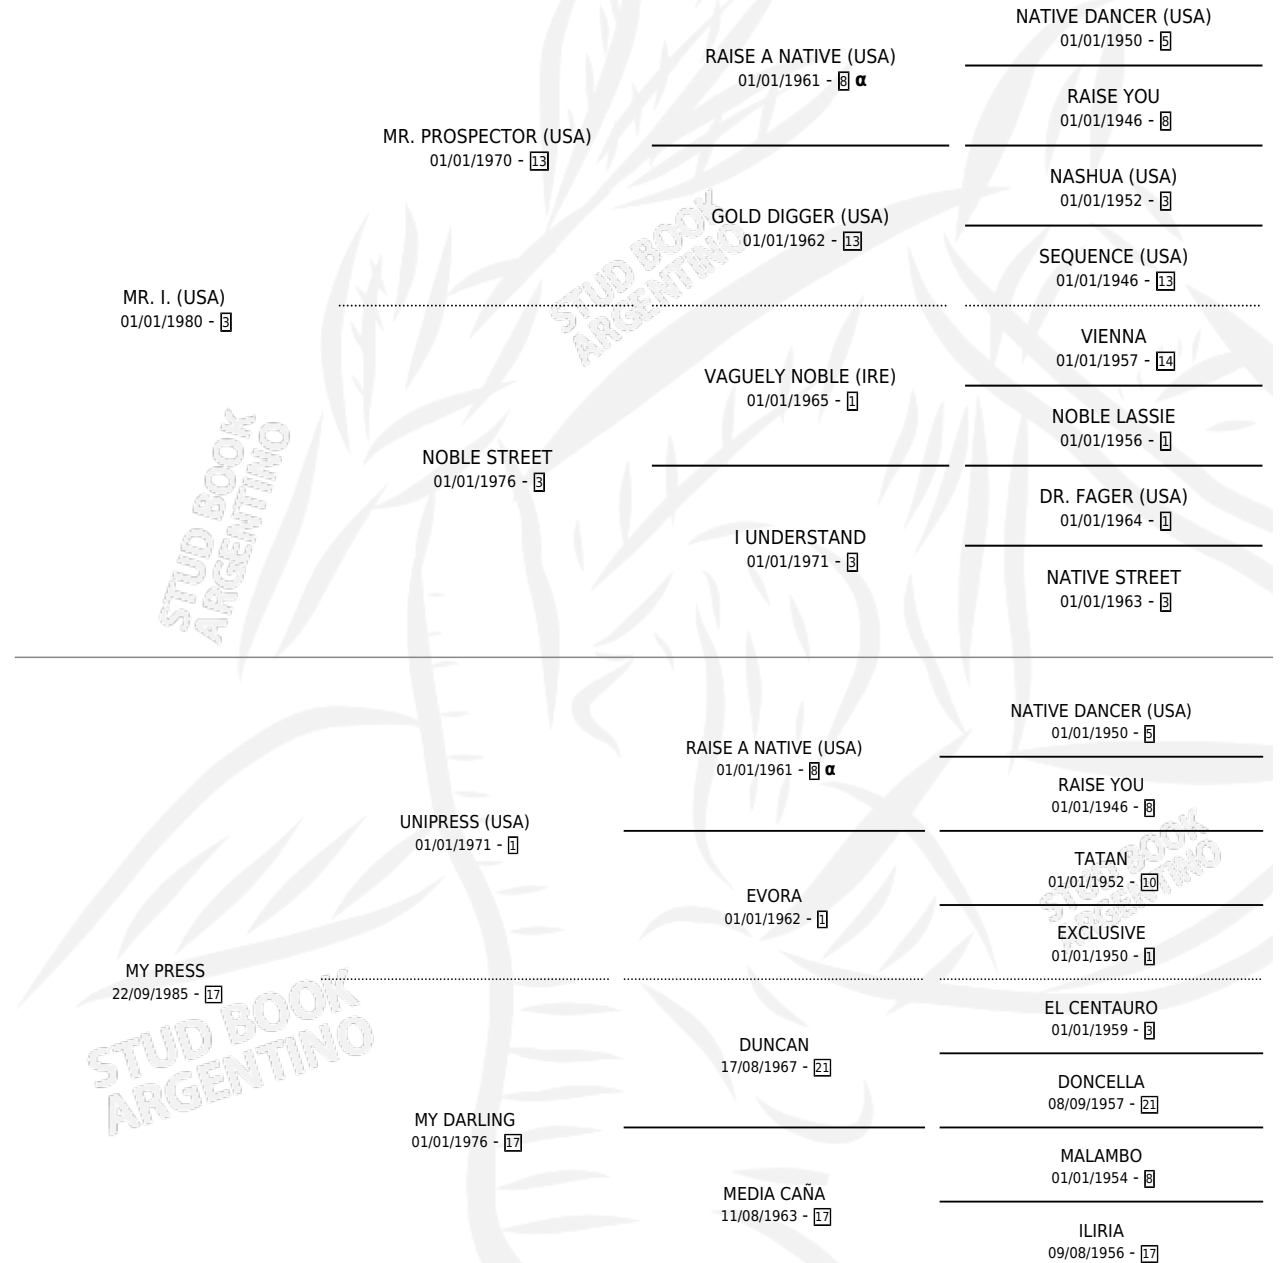 MR. I. (USA)
01/01/1980 - 3
MR. PROSPECTOR (USA)
01/01/1970 - 13
RAISE A NATIVE (USA)
01/01/1961 - 8 α
NATIVE DANCER (USA)
01/01/1950 - 5
RAISE YOU
01/01/1946 - 8
GOLD DIGGER (USA)
01/01/1962 - 13
NASHUA (USA)
01/01/1952 - 3
SEQUENCE (USA)
01/01/1946 - 13
NOBLE STREET
01/01/1976 - 3
VAGUELY NOBLE (IRE)
01/01/1965 - 1
VIENNA
01/01/1957 - 14
NOBLE LASSIE
01/01/1956 - 1
I UNDERSTAND
01/01/1971 - 3
DR. FAGER (USA)
01/01/1964 - 1
NATIVE STREET
01/01/1963 - 3
MY PRESS
22/09/1985 - 17
UNIPRESS (USA)
01/01/1971 - 1
RAISE A NATIVE (USA)
01/01/1961 - 8 α
NATIVE DANCER (USA)
01/01/1950 - 5
RAISE YOU
01/01/1946 - 8
EVORA
01/01/1962 - 1
TATAN
01/01/1952 - 10
EXCLUSIVE
01/01/1950 - 1
MY DARLING
01/01/1976 - 17
DUNCAN
17/08/1967 - 21
EL CENTAURO
01/01/1959 - 3
DONCELLA
08/09/1957 - 21
MEDIA CAÑA
11/08/1963 - 17
MALAMBO
01/01/1954 - 8
ILIRIA
09/08/1956 - 17
STUD BOOK
ARGENTINO
STUD BOOK
ARGENTINO
STUD BOOK
ARGENTINO
STUD BOOK
ARGENTINO